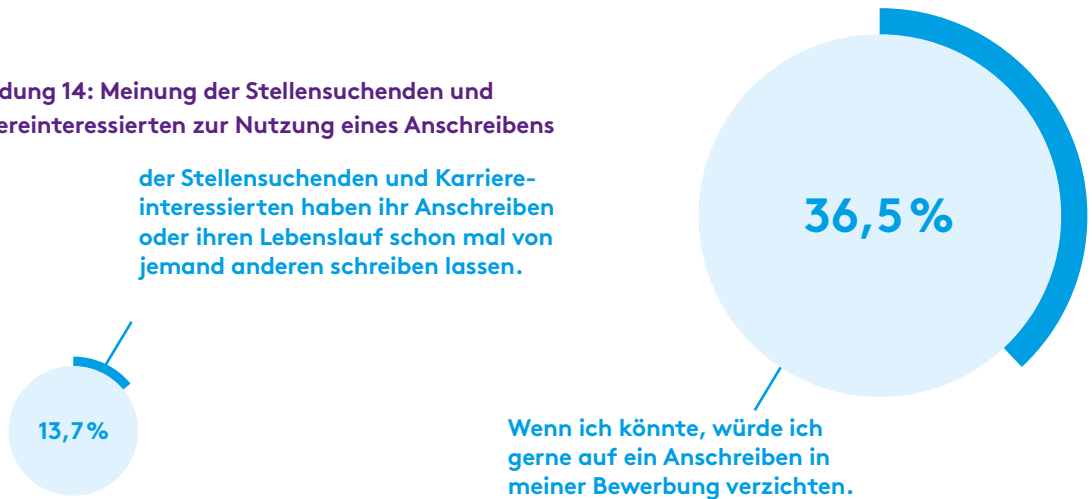 dung 14: Meinung der Stellensuchenden und
ereinteressierten zur Nutzung eines Anschreibens
der Stellensuchenden und Karriere-
interessierten haben ihr Anschreiben
oder ihren Lebenslauf schon mal von
jemand anderen schreiben lassen.
36,5 %
13,7 %
Wenn ich könnte, würde ich
gerne auf ein Anschreiben in
meiner Bewerbung verzichten.